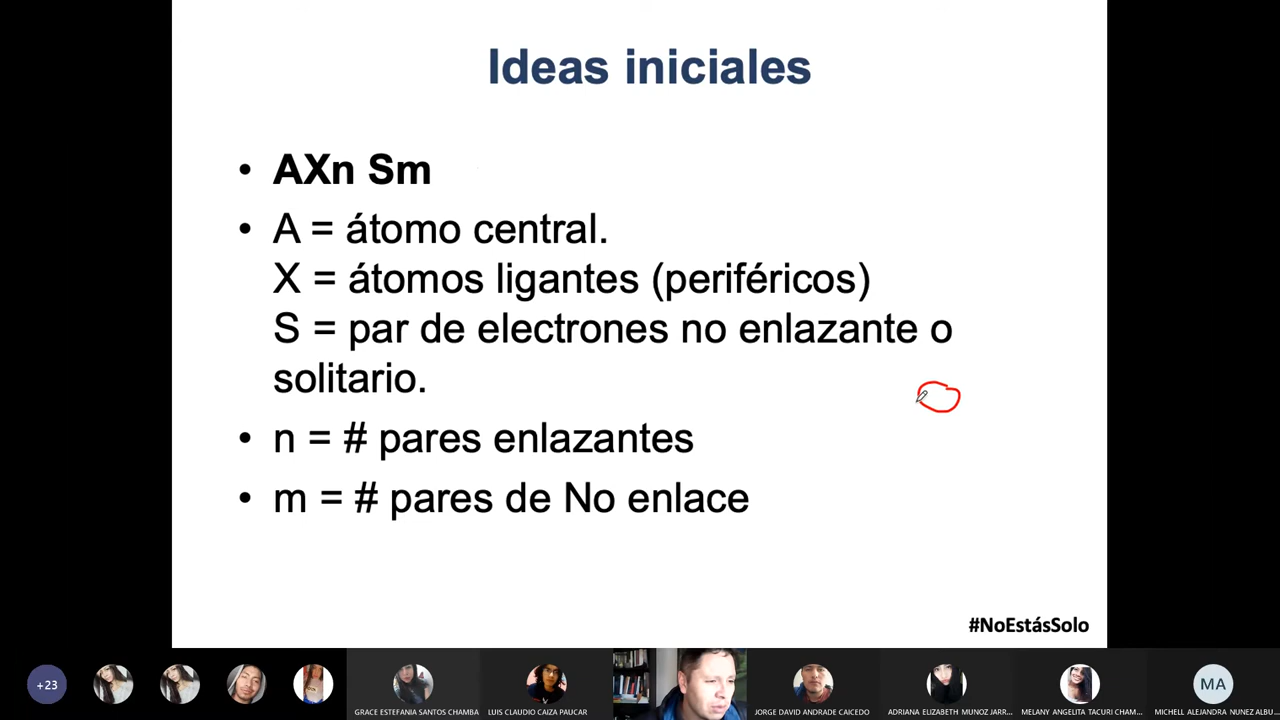 Ideas iniciales
• AXn Sm
• A = átomo central.
X = átomos ligantes (periféricos)
S = par de electrones no enlazante o
solitario.
• n = # pares enlazantes
• m = # pares de No enlace
#NoEstásSolo
+23
GRACE ESTEFANIA SANTOS CHAMBA
LUIS CLAUDIO CAIZA PAUCAR
JORGE DAVID ANDRADE CAICEDO
ADRIANA ELIZABETH MUNOZ JARR...
MELANY ANGELITA TACURI CHAM...
MA
MICHELL ALEJANDRA NUNEZ ALBU